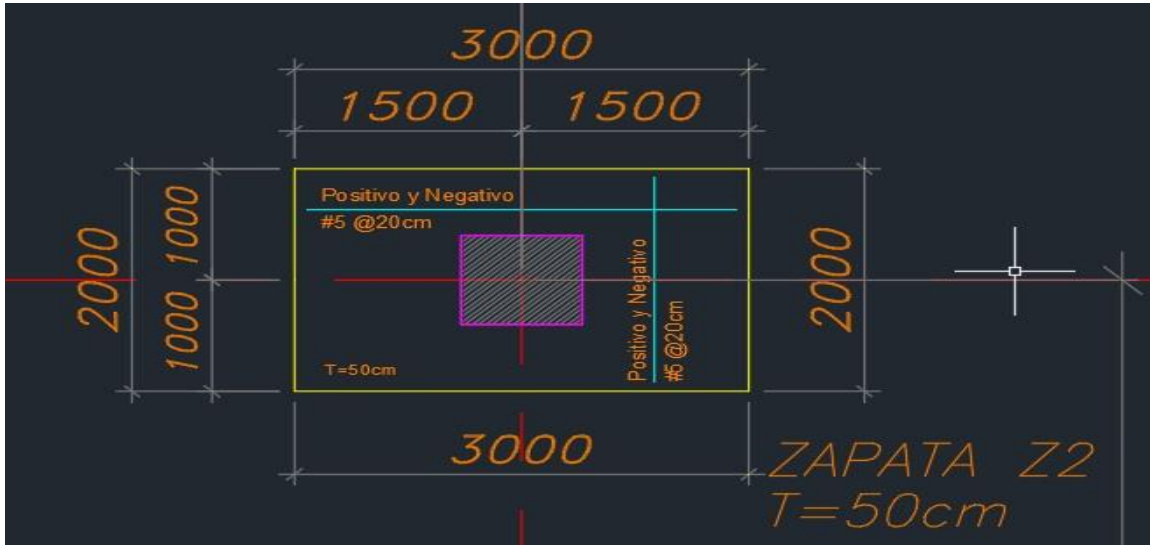 3000
1500 1500
Positivo y Negativo
#5 @20cm
2000
1000
1000
Positivo y Negativo
#5 @20cm
2000
T=50cm
3000
ZAPATA Z2
T=50cm